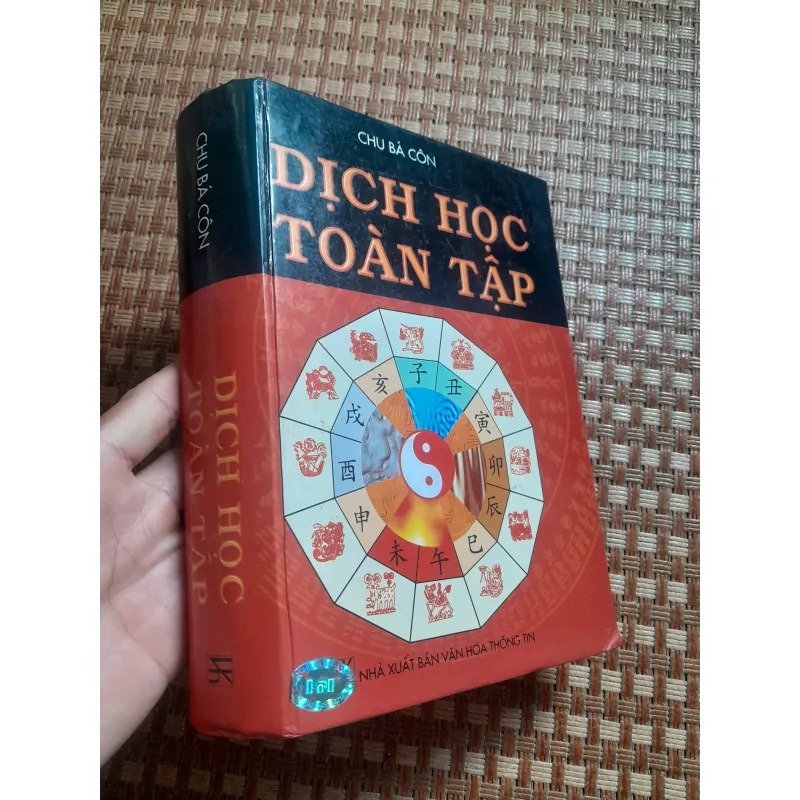 CHU BÁ CÔN
DỊCH HỌC
TOÀN TẬP
子
丑
寅
卯
辰
巳
午
未
申
酉
戌
亥
NHÀ XUẤT BẢN VĂN HÓA THÔNG TIN
CHU BÁ CÔN
DỊCH HỌC
TOÀN TẬP